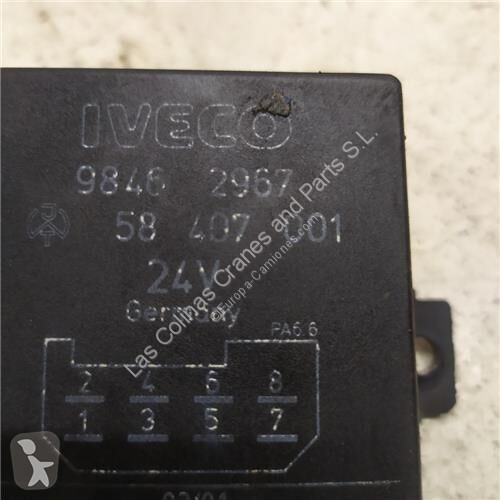 IVECO
9846 2967
58 407 001
24V
Germany
PA6.6
2 4 6 8
1 3 5 7
Las Colinas Cranes and Parts S.L.
Europa-Camiones.com